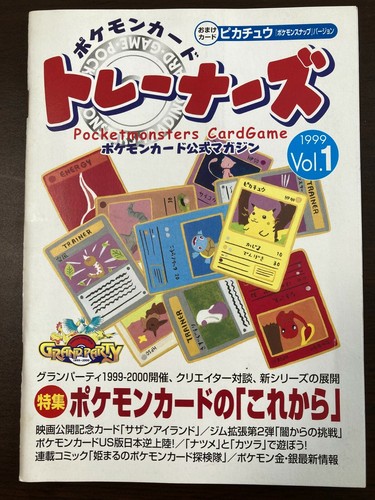 おまけカード ピカチュウ「ポケモンスナップ」バージョン
ポケモンカード
トレーナーズ
Pocketmonsters CardGame
ポケモンカード公式マガジン
1999
Vol.1
ENERGY
TRAINER
ピカチュウ
TRAINER
TRAINER
GRAND PARTY
グランパーティ1999-2000開催、クリエイター対談、新シリーズの展開
特集 ポケモンカードの「これから」
映画公開記念カード「サザンアイランド」/ジム拡張第2弾「闇からの挑戦」
ポケモンカードUS版日本逆上陸!/「ナツメ」と「カツラ」で遊ぼう!
連載コミック「姫まるのポケモンカード探検隊」/ポケモン金・銀最新情報